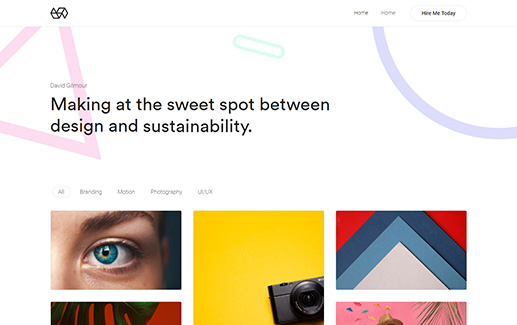 Home Home Hire Me Today
David Gilmour
Making at the sweet spot between
design and sustainability.
All Branding Motion Photography UI/UX